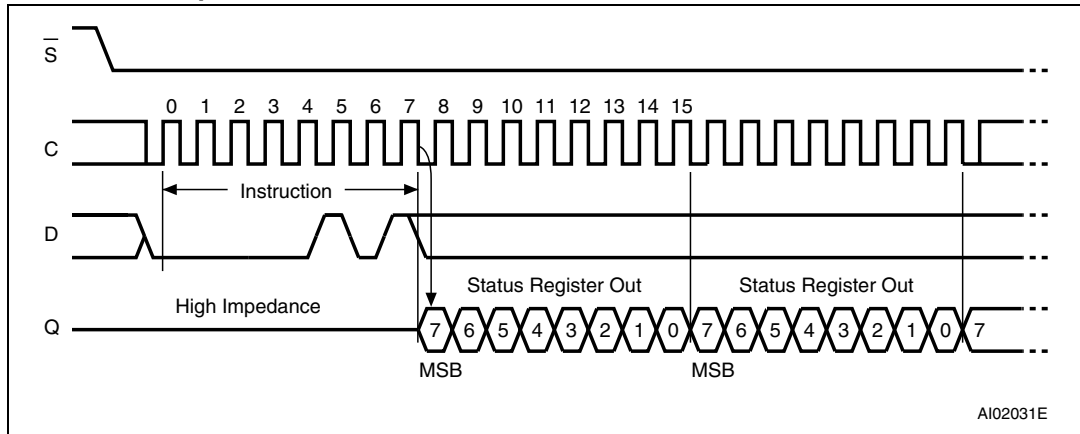 S
0 1 2 3 4 5 6 7 8 9 10 11 12 13 14 15
C
Instruction
D
Status Register Out Status Register Out
High Impedance
Q 7 6 5 4 3 2 1 0 7 6 5 4 3 2 1 0 7
MSB MSB
AI02031E